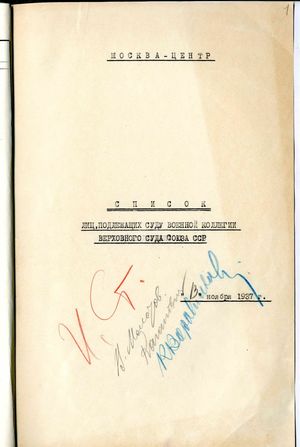 1
МОСКВА-ЦЕНТР
СПИСОК
ЛИЦ, ПОДЛЕЖАЩИХ СУДУ ВОЕННОЙ КОЛЛЕГИИ
ВЕРХОВНОГО СУДА СОЮЗА ССР
ноября 1937 г.
И. Ст.
В. Молотов
Каганович
К Ворошилов